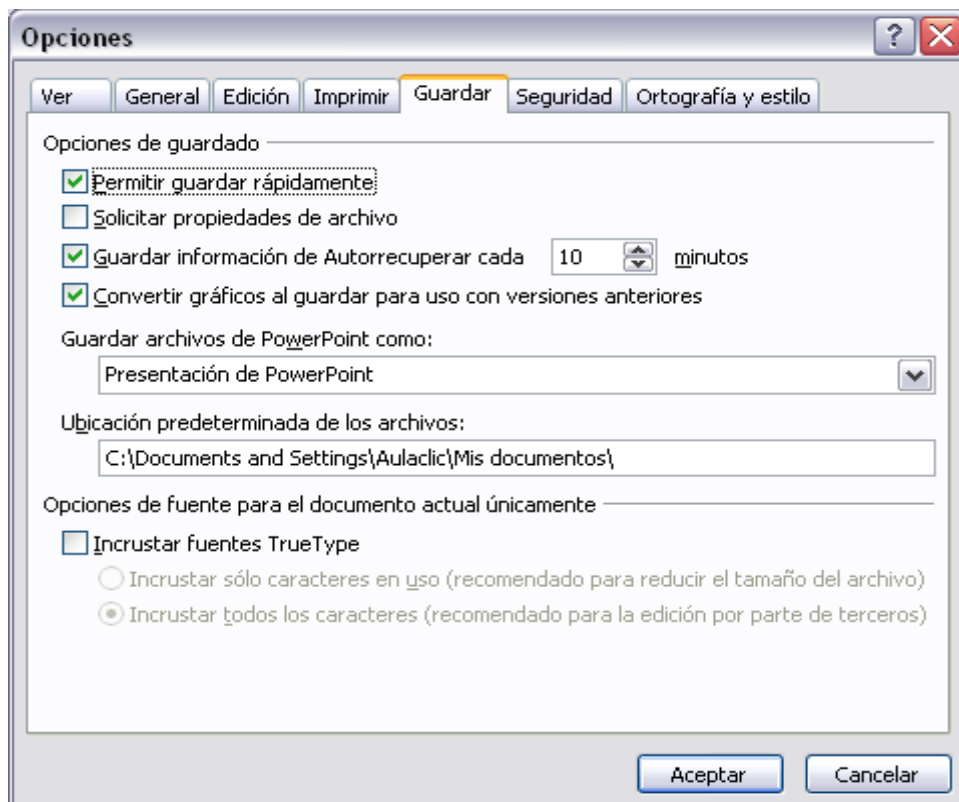 Opciones
Ver General Edición Imprimir Guardar Seguridad Ortografía y estilo
Opciones de guardado
Permitir guardar rápidamente
Solicitar propiedades de archivo
Guardar información de Autorrecuperar cada 10 minutos
Convertir gráficos al guardar para uso con versiones anteriores
Guardar archivos de PowerPoint como:
Presentación de PowerPoint
Ubicación predeterminada de los archivos:
C:\Documents and Settings\Aulaclic\Mis documentos\
Opciones de fuente para el documento actual únicamente
Incrustar fuentes TrueType
Incrustar sólo caracteres en uso (recomendado para reducir el tamaño del archivo)
Incrustar todos los caracteres (recomendado para la edición por parte de terceros)
Aceptar Cancelar